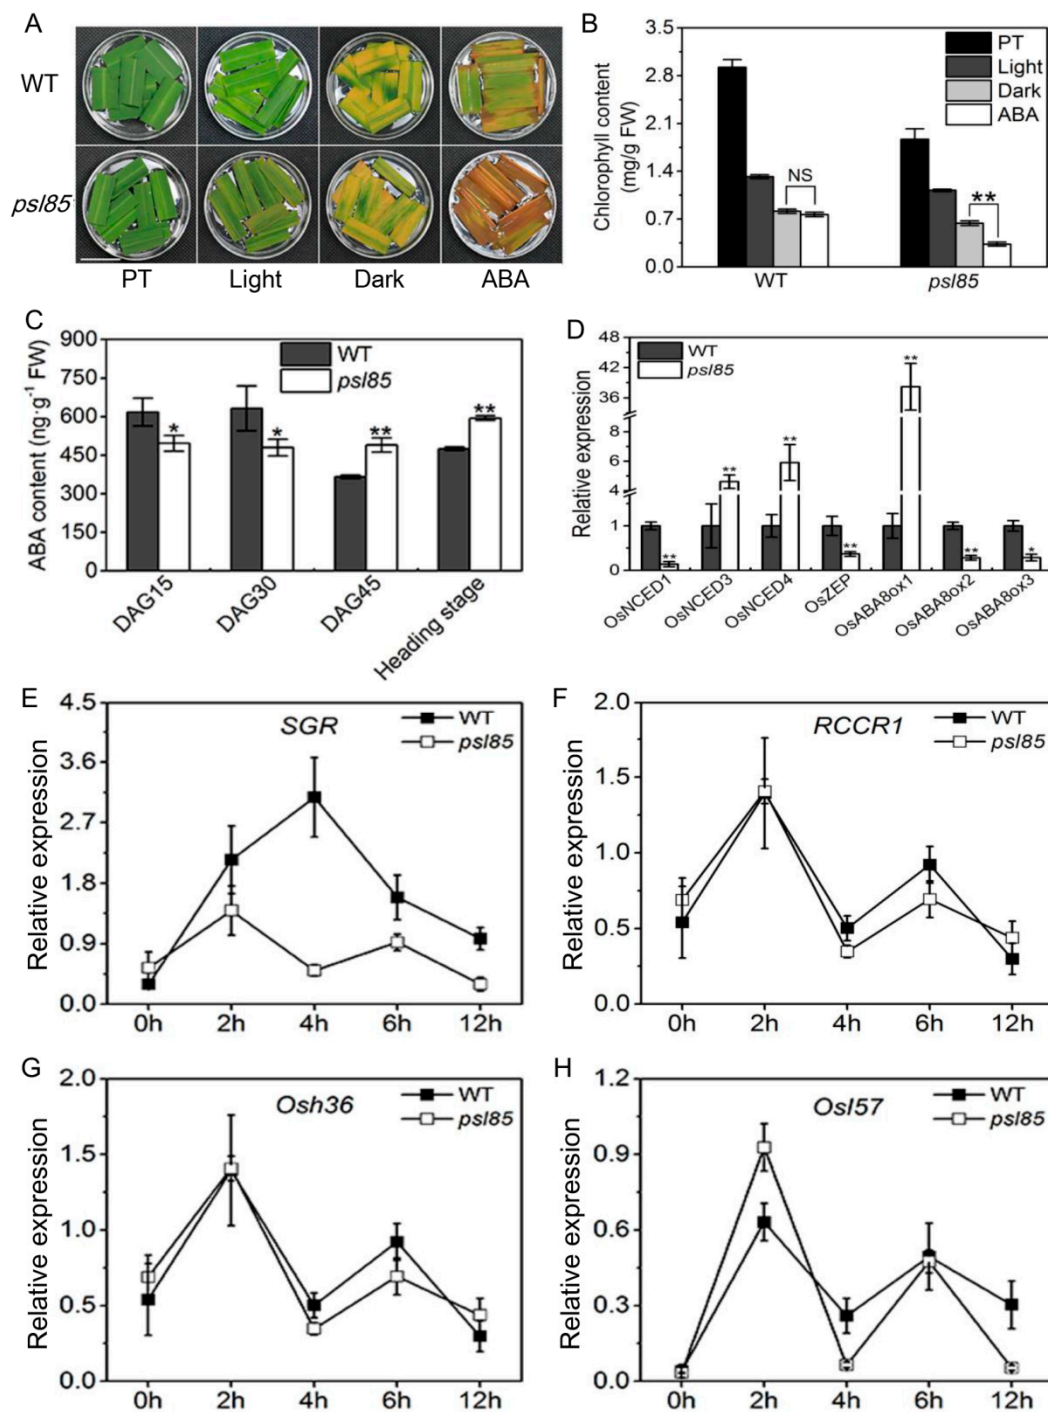 A
WT
psl85
PT Light Dark ABA
B
Chlorophyll content
(mg/g FW)
3.5
2.8
2.1
1.4
0.7
0.0
PT
Light
Dark
ABA
NS
**
WT psl85
C
ABA content (ng·g⁻¹ FW)
900
750
600
450
300
150
0
WT
psl85
* * ** **
DAG15 DAG30 DAG45 Heading stage
D
Relative expression
48
42
36
8
6
4
1
0
WT
psl85
** ** ** ** ** ** *
OsNCED1 OsNCED3 OsNCED4 OsZEP OsABA8ox1 OsABA8ox2 OsABA8ox3
E
Relative expression
4.5
3.6
2.7
1.8
0.9
0.0
SGR
WT
psl85
0h 2h 4h 6h 12h
F
Relative expression
2.0
1.5
1.0
0.5
0.0
RCCR1
WT
psl85
0h 2h 4h 6h 12h
G
Relative expression
2.0
1.5
1.0
0.5
0.0
Osh36
WT
psl85
0h 2h 4h 6h 12h
H
Relative expression
1.2
0.9
0.6
0.3
0.0
Osl57
WT
psl85
0h 2h 4h 6h 12h